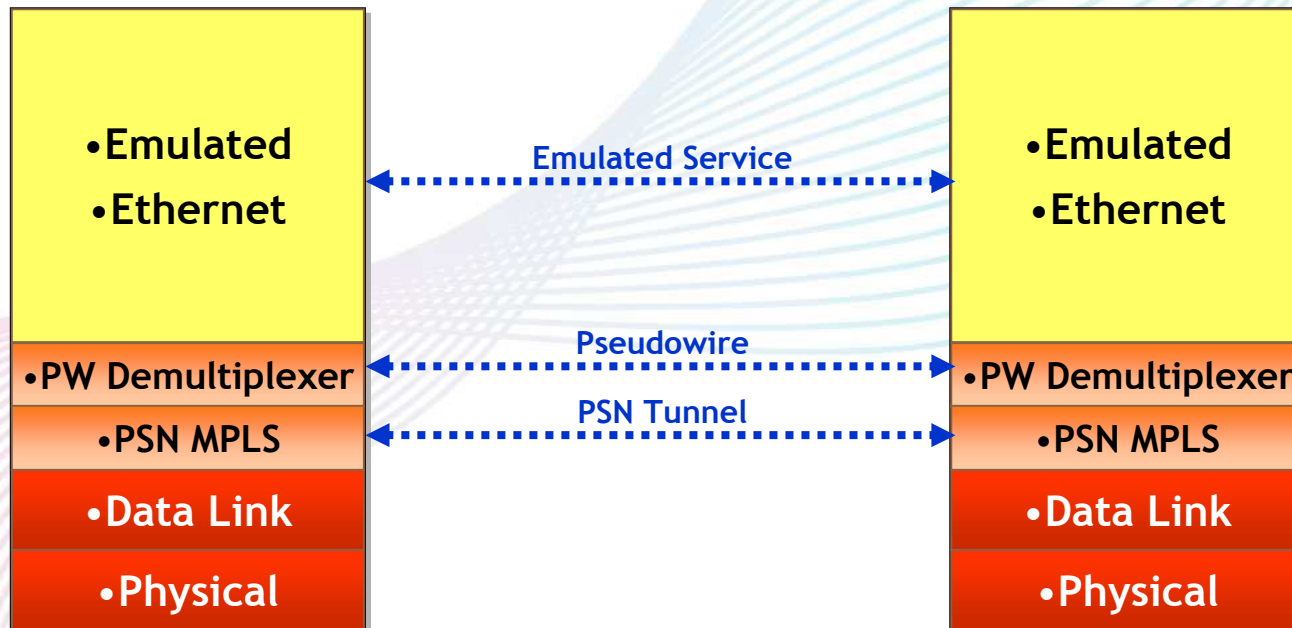 •Emulated
•Ethernet
•PW Demultiplexer
•PSN MPLS
•Data Link
•Physical
Emulated Service
Pseudowire
PSN Tunnel
•Emulated
•Ethernet
•PW Demultiplexer
•PSN MPLS
•Data Link
•Physical